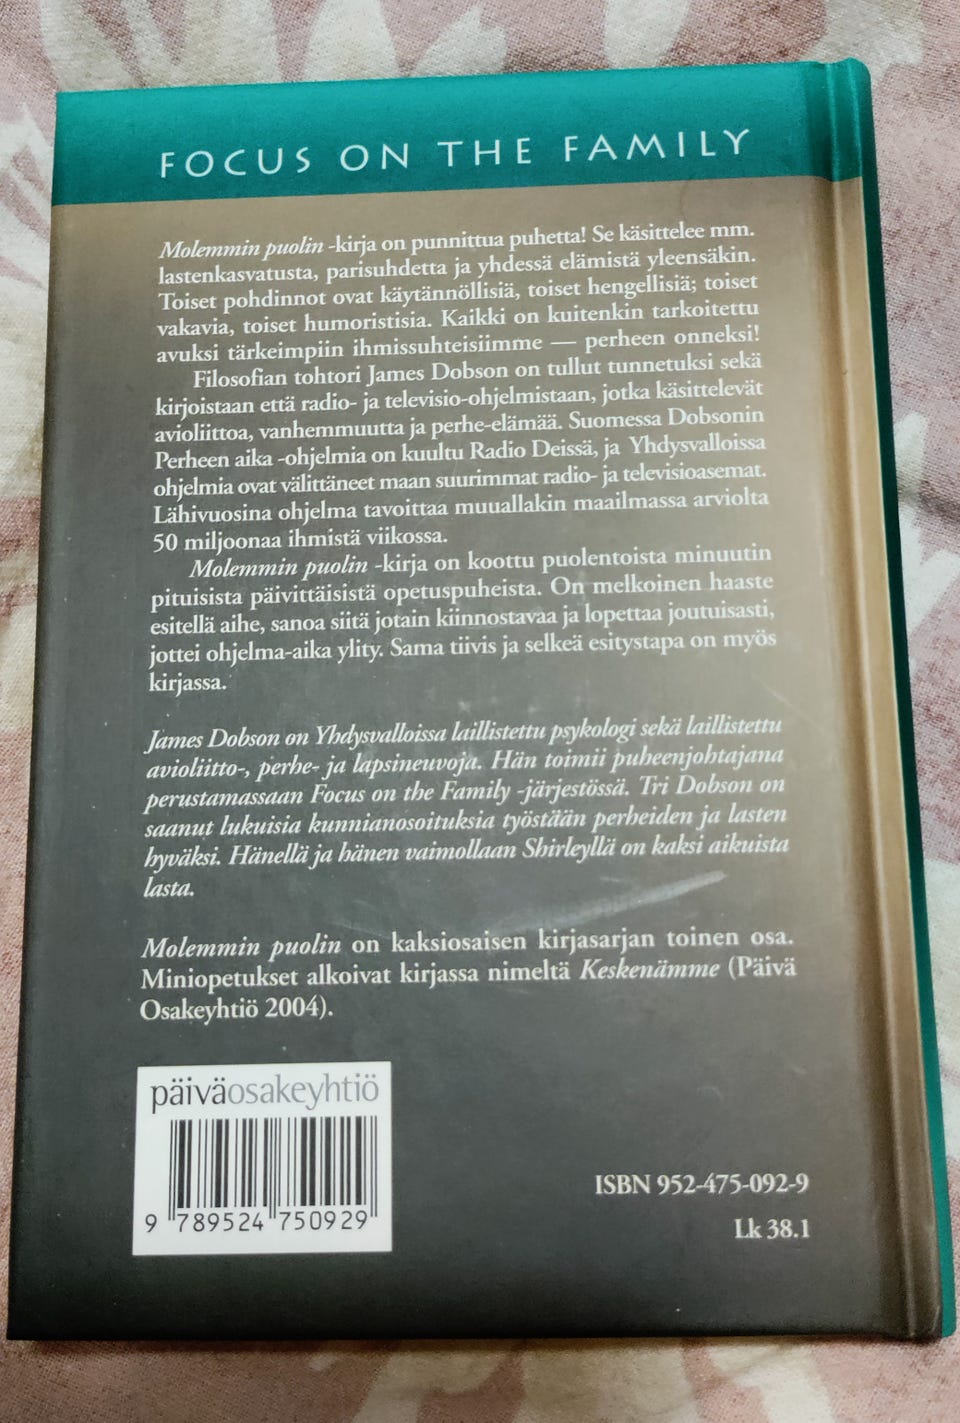 FOCUS ON THE FAMILY
Molemmin puolin -kirja on punnittua puhetta! Se käsittelee mm.
lastenkasvatusta, parisuhdetta ja yhdessä elämistä yleensäkin.
Toiset pohdinnot ovat käytännöllisiä, toiset hengellisiä; toiset
vakavia, toiset humoristisia. Kaikki on kuitenkin tarkoitettu
avuksi tärkeimpiin ihmissuhteisiimme — perheen onneksi!
Filosofian tohtori James Dobson on tullut tunnetuksi sekä
kirjoistaan että radio- ja televisio-ohjelmistaan, jotka käsittelevät
avioliittoa, vanhemmuutta ja perhe-elämää. Suomessa Dobsonin
Perheen aika -ohjelmia on kuultu Radio Deissä, ja Yhdysvalloissa
ohjelmia ovat välittäneet maan suurimmat radio- ja televisioasemat.
Lähivuosina ohjelma tavoittaa muuallakin maailmassa arviolta
50 miljoonaa ihmistä viikossa.
Molemmin puolin -kirja on koottu puolentoista minuutin
pituisista päivittäisistä opetuspuheista. On melkoinen haaste
esitellä aihe, sanoa siitä jotain kiinnostavaa ja lopettaa joutuisasti,
jottei ohjelma-aika ylity. Sama tiivis ja selkeä esitystapa on myös
kirjassa.
James Dobson on Yhdysvalloissa laillistettu psykologi sekä laillistettu
avioliitto-, perhe- ja lapsineuvoja. Hän toimii puheenjohtajana
perustamassaan Focus on the Family -järjestössä. Tri Dobson on
saanut lukuisia kunnianosoituksia työstään perheiden ja lasten
hyväksi. Hänellä ja hänen vaimollaan Shirleyllä on kaksi aikuista
lasta.
Molemmin puolin on kaksiosaisen kirjasarjan toinen osa.
Miniopetukset alkoivat kirjassa nimeltä Keskenämme (Päivä
Osakeyhtiö 2004).
päiväosakeyhtiö
9 789524 750929
ISBN 952-475-092-9
Lk 38.1